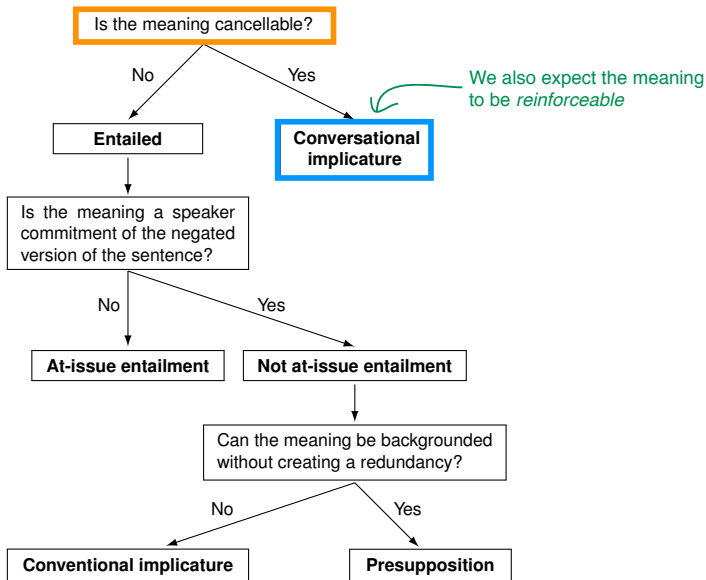 Is the meaning cancellable?
No
Yes
We also expect the meaning
to be reinforceable
Entailed
Conversational
implicature
Is the meaning a speaker
commitment of the negated
version of the sentence?
No
Yes
At-issue entailment
Not at-issue entailment
Can the meaning be backgrounded
without creating a redundancy?
No
Yes
Conventional implicature
Presupposition